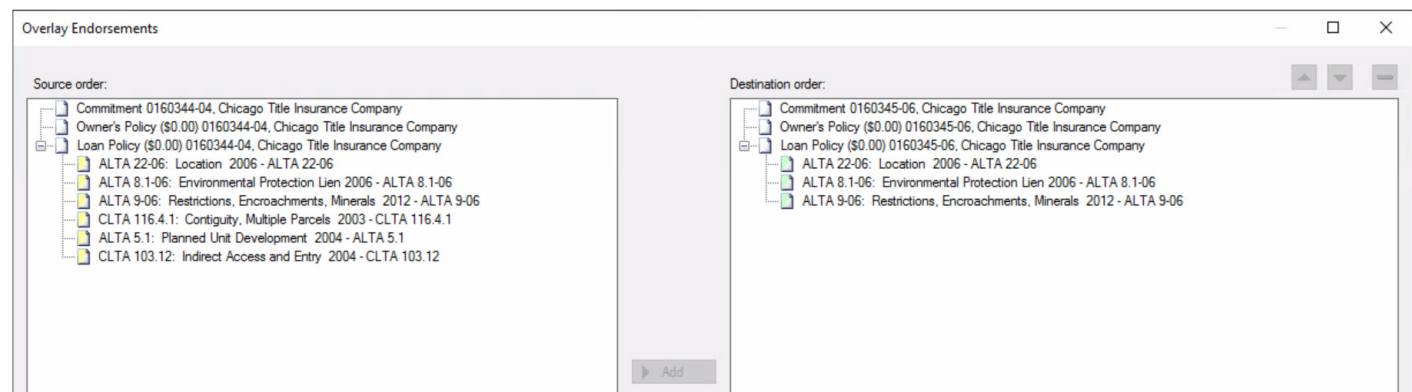 Overlay Endorsements
Source order:
Commitment 0160344-04, Chicago Title Insurance Company
Owner's Policy ($0.00) 0160344-04, Chicago Title Insurance Company
Loan Policy ($0.00) 0160344-04, Chicago Title Insurance Company
ALTA 22-06: Location 2006 - ALTA 22-06
ALTA 8.1-06: Environmental Protection Lien 2006 - ALTA 8.1-06
ALTA 9-06: Restrictions, Encroachments, Minerals 2012 - ALTA 9-06
CLTA 116.4.1: Contiguity, Multiple Parcels 2003 - CLTA 116.4.1
ALTA 5.1: Planned Unit Development 2004 - ALTA 5.1
CLTA 103.12: Indirect Access and Entry 2004 - CLTA 103.12
Add
Destination order:
Commitment 0160345-06, Chicago Title Insurance Company
Owner's Policy ($0.00) 0160345-06, Chicago Title Insurance Company
Loan Policy ($0.00) 0160345-06, Chicago Title Insurance Company
ALTA 22-06: Location 2006 - ALTA 22-06
ALTA 8.1-06: Environmental Protection Lien 2006 - ALTA 8.1-06
ALTA 9-06: Restrictions, Encroachments, Minerals 2012 - ALTA 9-06